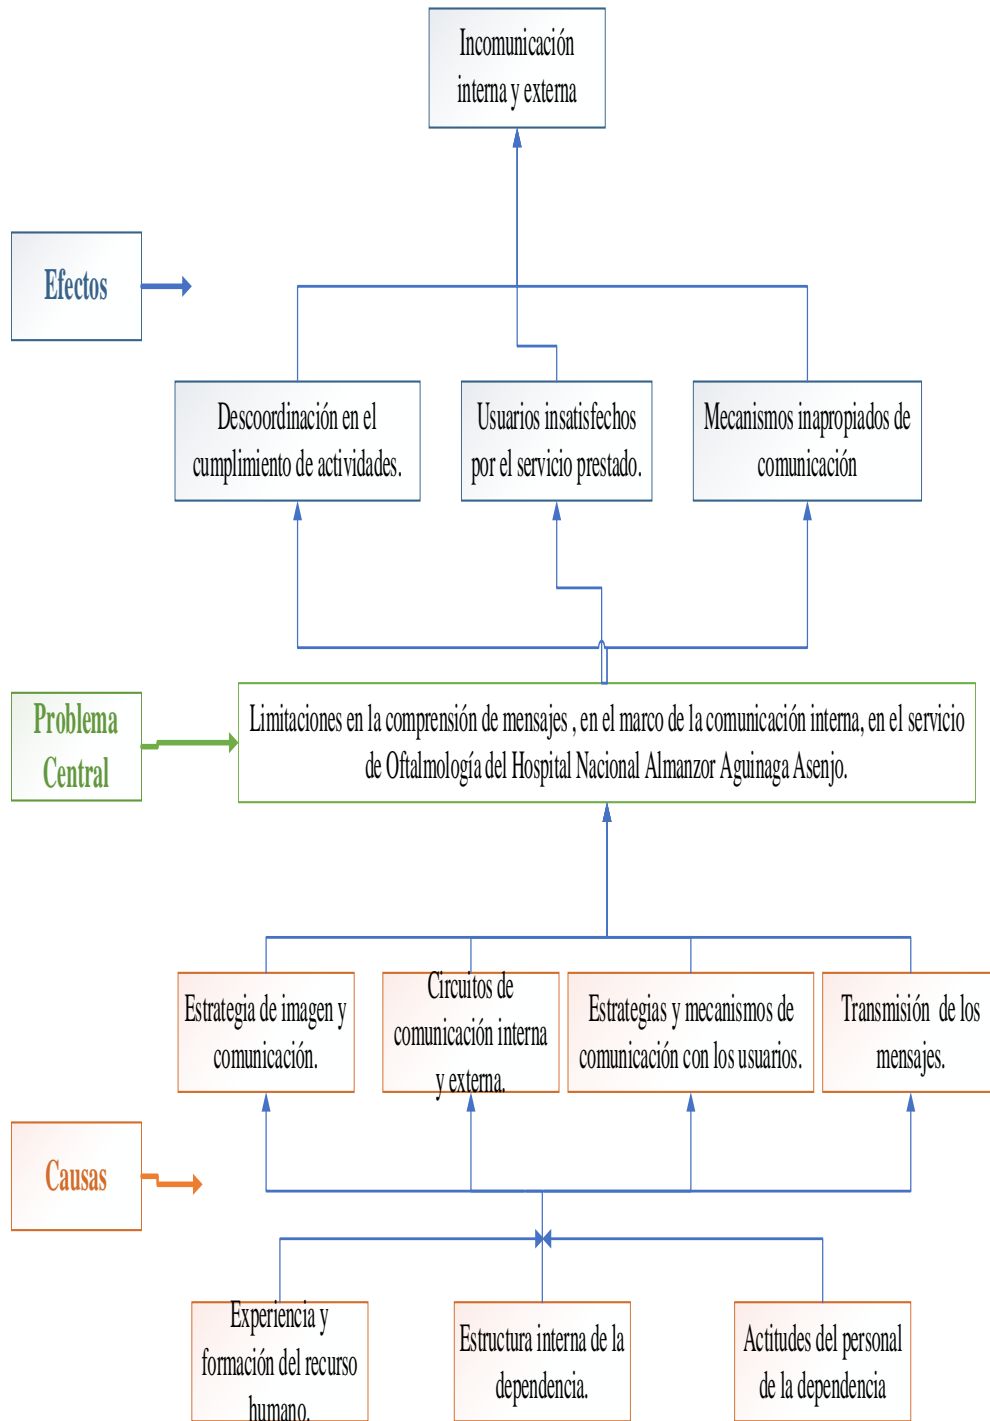 Incomunicación
interna y externa
Efectos
Descoordinación en el
cumplimiento de actividades.
Usuarios insatisfechos
por el servicio prestado.
Mecanismos inapropiados de
comunicación
Problema
Central
Limitaciones en la comprensión de mensajes , en el marco de la comunicación interna, en el servicio
de Oftalmología del Hospital Nacional Almanzor Aguinaga Asenjo.
Estrategia de imagen y
comunicación.
Circuitos de
comunicación interna
y externa.
Estrategias y mecanismos de
comunicación con los usuarios.
Transmisión de los
mensajes.
Causas
Experiencia y
formación del recurso
humano.
Estructura interna de la
dependencia.
Actitudes del personal
de la dependencia